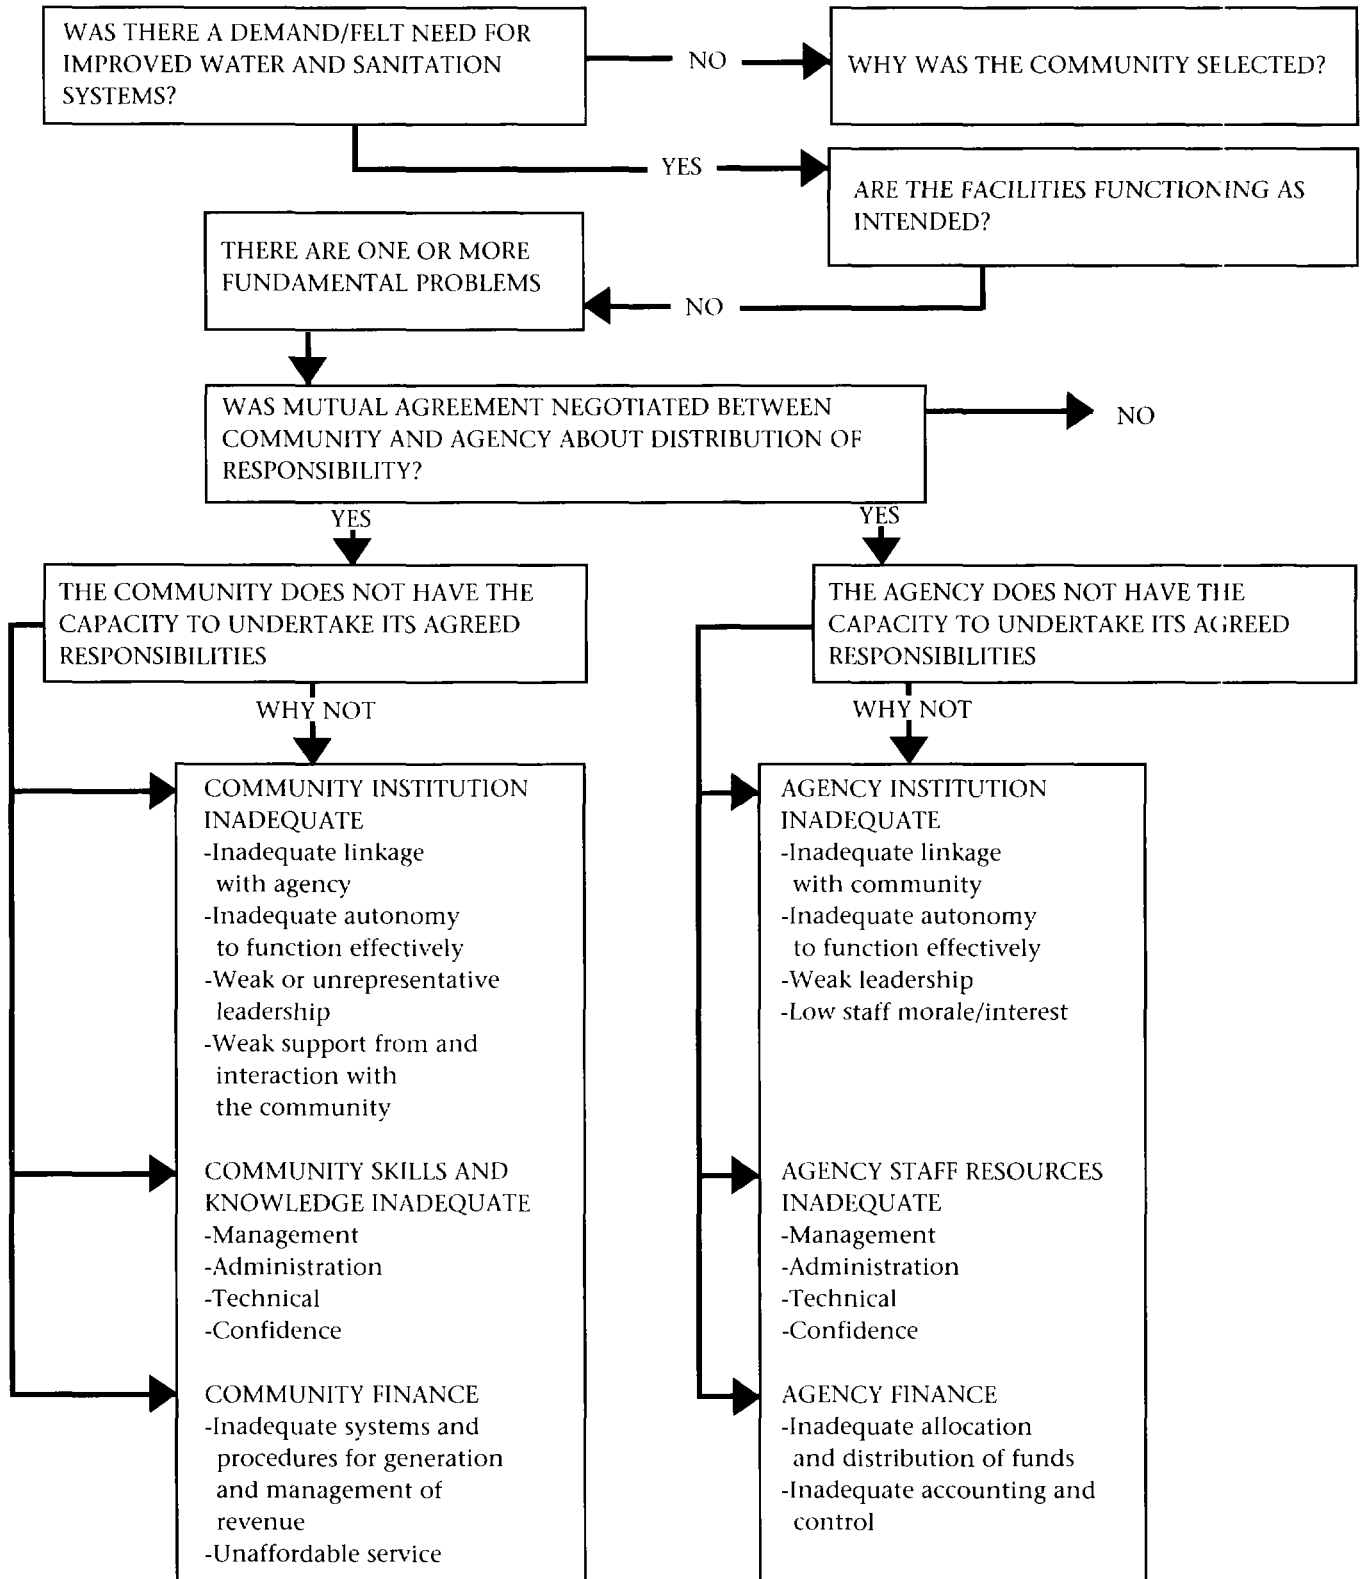 WAS THERE A DEMAND/FELT NEED FOR
IMPROVED WATER AND SANITATION
SYSTEMS?
NO
WHY WAS THE COMMUNITY SELECTED?
YES
ARE THE FACILITIES FUNCTIONING AS
INTENDED?
THERE ARE ONE OR MORE
FUNDAMENTAL PROBLEMS
NO
WAS MUTUAL AGREEMENT NEGOTIATED BETWEEN
COMMUNITY AND AGENCY ABOUT DISTRIBUTION OF
RESPONSIBILITY?
NO
YES
YES
THE COMMUNITY DOES NOT HAVE THE
CAPACITY TO UNDERTAKE ITS AGREED
RESPONSIBILITIES
THE AGENCY DOES NOT HAVE THE
CAPACITY TO UNDERTAKE ITS AGREED
RESPONSIBILITIES
WHY NOT
WHY NOT
COMMUNITY INSTITUTION
INADEQUATE
-Inadequate linkage
with agency
-Inadequate autonomy
to function effectively
-Weak or unrepresentative
leadership
-Weak support from and
interaction with
the community
COMMUNITY SKILLS AND
KNOWLEDGE INADEQUATE
-Management
-Administration
-Technical
-Confidence
COMMUNITY FINANCE
-Inadequate systems and
procedures for generation
and management of
revenue
-Unaffordable service
AGENCY INSTITUTION
INADEQUATE
-Inadequate linkage
with community
-Inadequate autonomy
to function effectively
-Weak leadership
-Low staff morale/interest
AGENCY STAFF RESOURCES
INADEQUATE
-Management
-Administration
-Technical
-Confidence
AGENCY FINANCE
-Inadequate allocation
and distribution of funds
-Inadequate accounting and
control